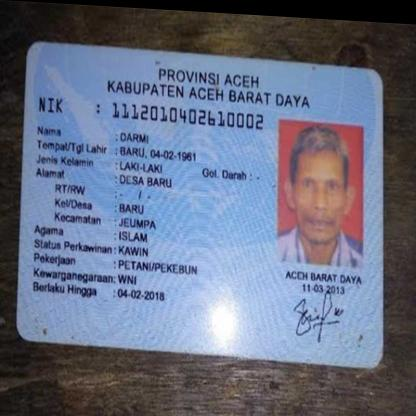 PROVINSI ACEH
KABUPATEN ACEH BARAT DAYA
NIK : 1112010402610002
Nama : DARMI
Tempat/Tgl Lahir : BARU, 04-02-1961
Jenis Kelamin : LAKI-LAKI Gol. Darah : -
Alamat : DESA BARU
RT/RW : - / -
Kel/Desa : BARU
Kecamatan : JEUMPA
Agama : ISLAM
Status Perkawinan : KAWIN
Pekerjaan : PETANI/PEKEBUN
Kewarganegaraan : WNI
Berlaku Hingga : 04-02-2018
ACEH BARAT DAYA
11-03-2013